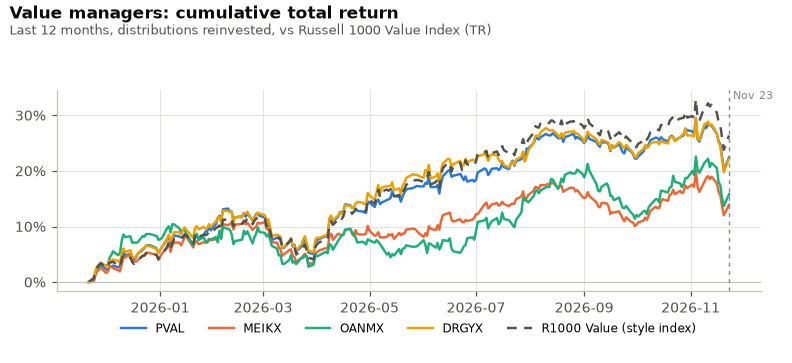 Value managers: cumulative total return
Last 12 months, distributions reinvested, vs Russell 1000 Value Index (TR)
Nov 23
30%
20%
10%
0%
2026-01 2026-03 2026-05 2026-07 2026-09 2026-11
PVAL MEIKX OANMX DRGYX R1000 Value (style index)